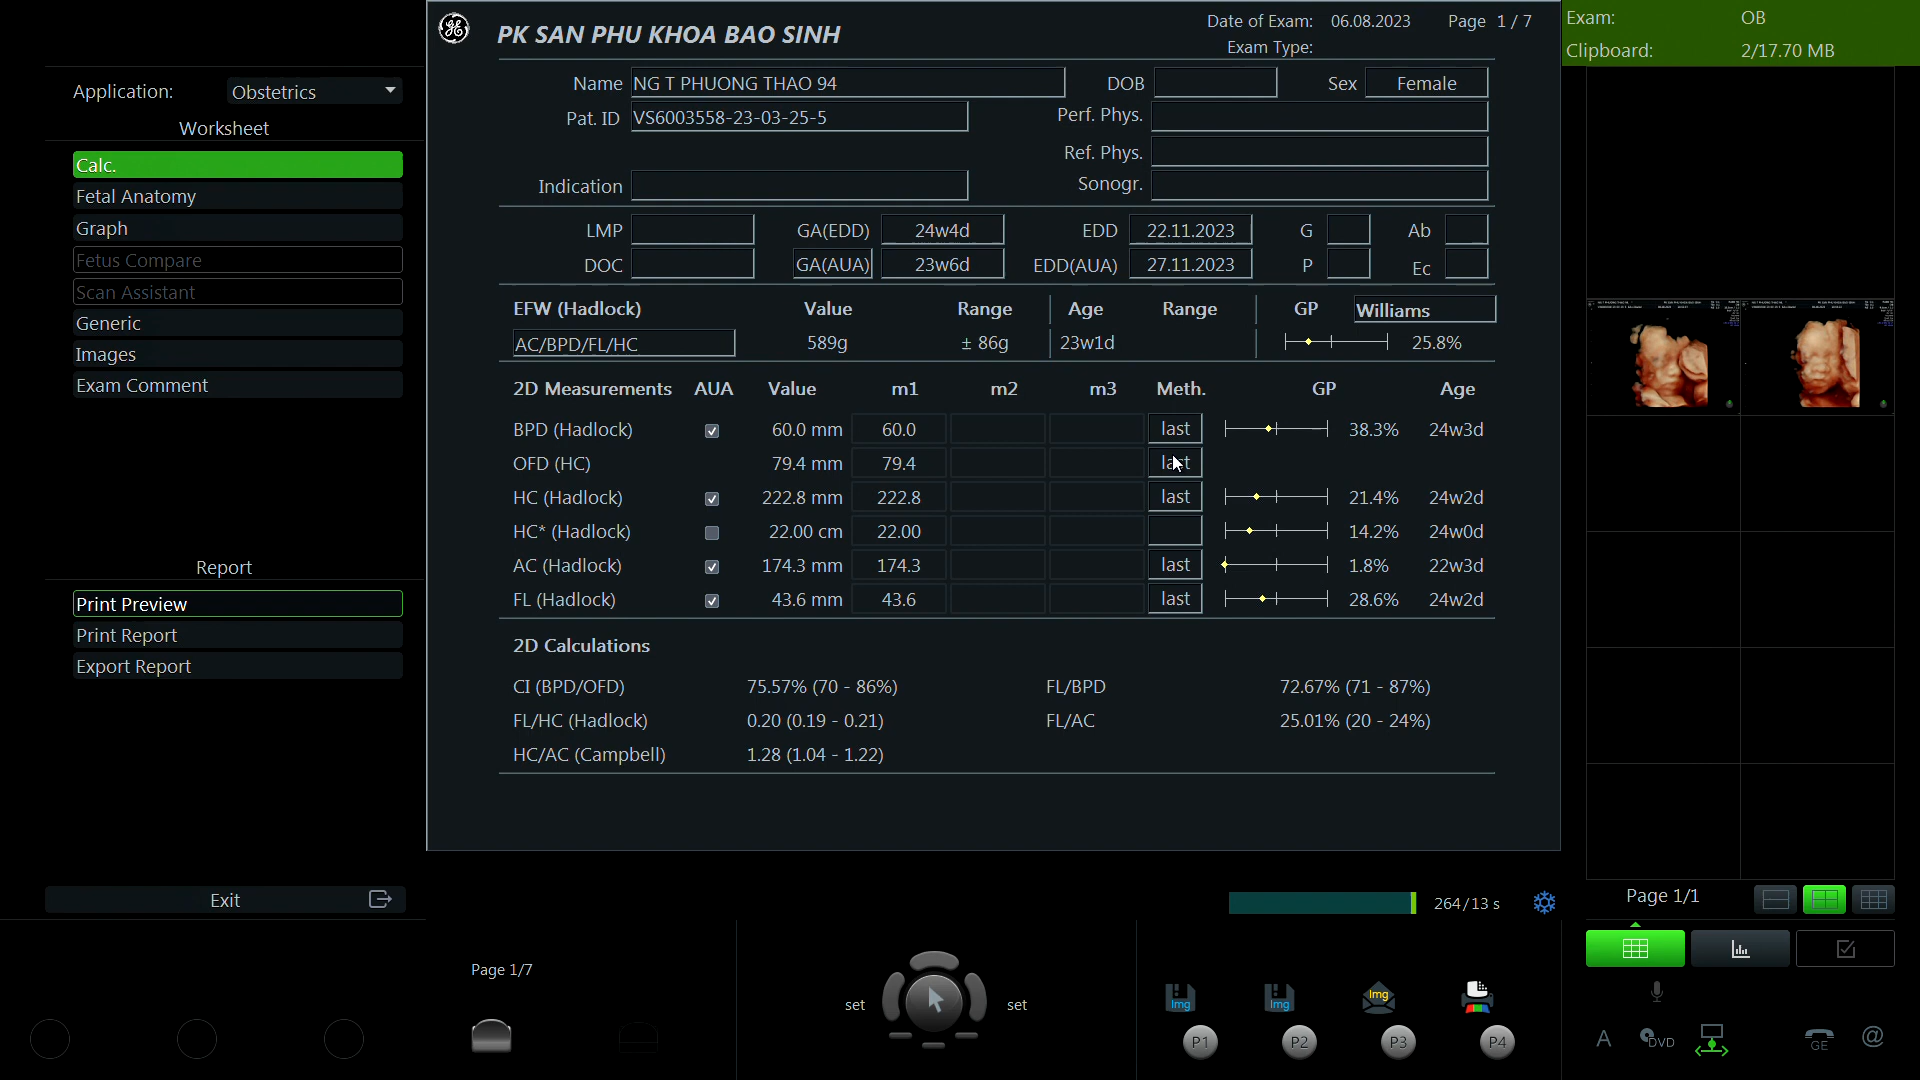 Application: Obstetrics
Worksheet
Calc.
Fetal Anatomy
Graph
Fetus Compare
Scan Assistant
Generic
Images
Exam Comment
Report
Print Preview
Print Report
Export Report
Exit
PK SAN PHU KHOA BAO SINH
Date of Exam: 06.08.2023 Page 1 / 7
Exam Type:
Name NG T PHUONG THAO 94 DOB Sex Female
Pat. ID VS6003558-23-03-25-5 Perf. Phys.
Ref. Phys.
Indication Sonogr.
LMP GA(EDD) 24w4d EDD 22.11.2023 G Ab
DOC GA(AUA) 23w6d EDD(AUA) 27.11.2023 P Ec
EFW (Hadlock) Value Range Age Range GP Williams
AC/BPD/FL/HC 589g ± 86g 23w1d 25.8%
2D Measurements AUA Value m1 m2 m3 Meth. GP Age
BPD (Hadlock) 60.0 mm 60.0 last 38.3% 24w3d
OFD (HC) 79.4 mm 79.4 last
HC (Hadlock) 222.8 mm 222.8 last 21.4% 24w2d
HC* (Hadlock) 22.00 cm 22.00 14.2% 24w0d
AC (Hadlock) 174.3 mm 174.3 last 1.8% 22w3d
FL (Hadlock) 43.6 mm 43.6 last 28.6% 24w2d
2D Calculations
CI (BPD/OFD) 75.57% (70 - 86%) FL/BPD 72.67% (71 - 87%)
FL/HC (Hadlock) 0.20 (0.19 - 0.21) FL/AC 25.01% (20 - 24%)
HC/AC (Campbell) 1.28 (1.04 - 1.22)
264/13 s
Page 1/7
set set
Img Img Img
P1 P2 P3 P4
Exam: OB
Clipboard: 2/17.70 MB
Page 1/1
A DVD GE @